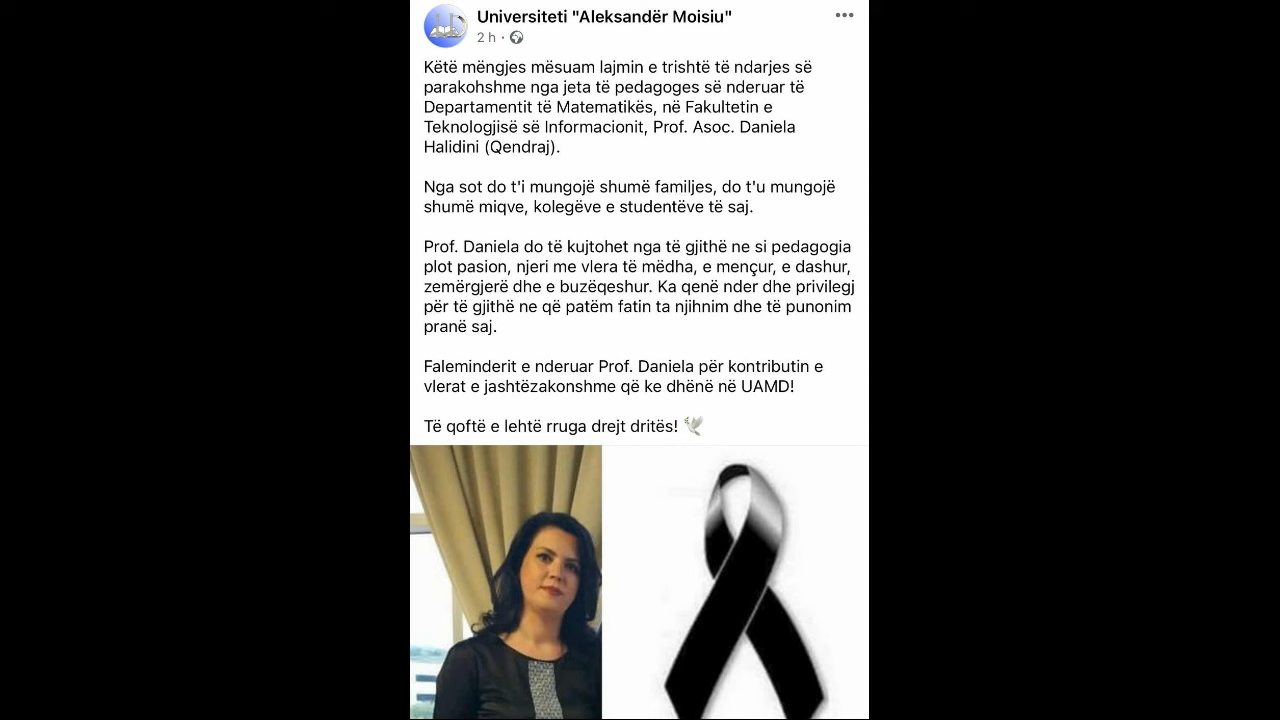 Universiteti "Aleksandër Moisiu"
2 h ·
Këtë mëngjes mësuam lajmin e trishtë të ndarjes së
parakohshme nga jeta të pedagoges së nderuar të
Departamentit të Matematikës, në Fakultetin e
Teknologjisë së Informacionit, Prof. Asoc. Daniela
Halidini (Qendraj).
Nga sot do t'i mungojë shumë familjes, do t'u mungojë
shumë miqve, kolegëve e studentëve të saj.
Prof. Daniela do të kujtohet nga të gjithë ne si pedagogia
plot pasion, njeri me vlera të mëdha, e mençur, e dashur,
zemërgjerë dhe e buzëqeshur. Ka qenë nder dhe privilegj
për të gjithë ne që patëm fatin ta njihnim dhe të punonim
pranë saj.
Faleminderit e nderuar Prof. Daniela për kontributin e
vlerat e jashtëzakonshme që ke dhënë në UAMD!
Të qoftë e lehtë rruga drejt dritës! 🕊️